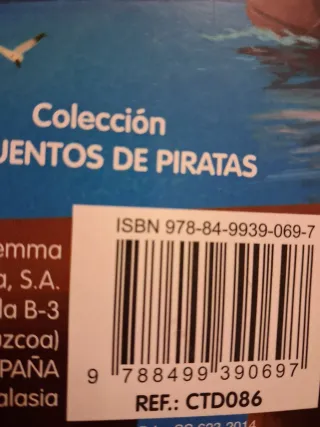 Colección
UENTOS DE PIRATAS
ISBN 978-84-9939-069-7
emma
a, S.A.
la B-3
uzcoa)
PAÑA
alasia
9 788499 390697
REF.: CTD086